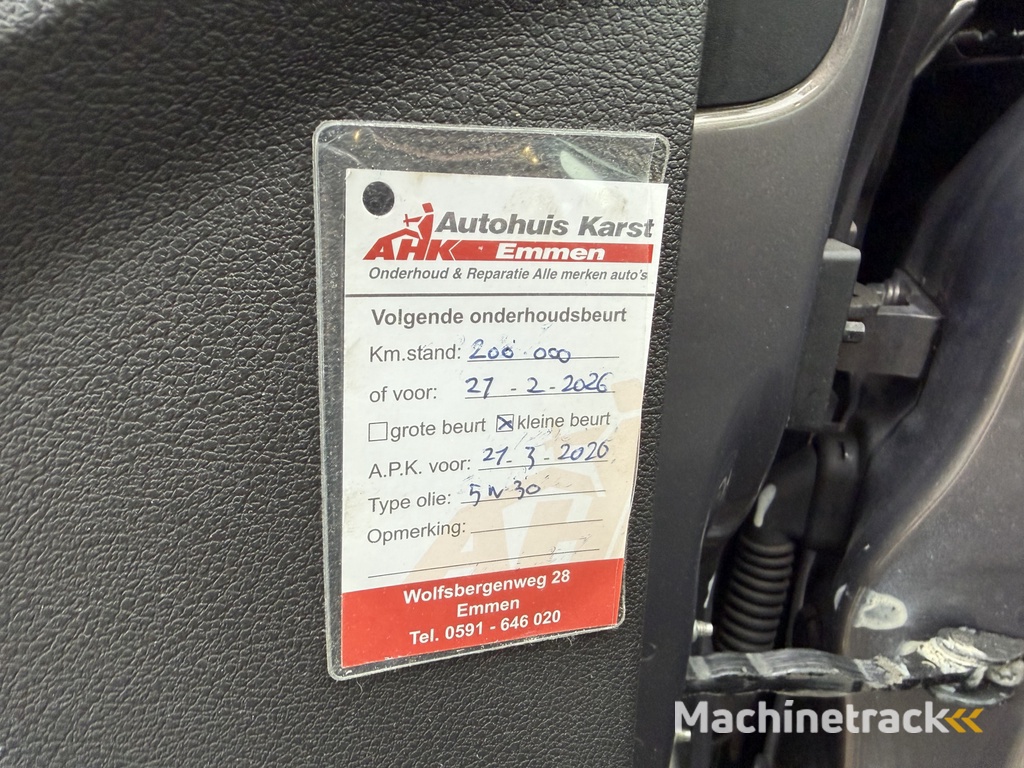 Autohuis Karst
AHK Emmen
Onderhoud & Reparatie Alle merken auto's
Volgende onderhoudsbeurt
Km.stand: 200.000
of voor: 27-2-2026
grote beurt kleine beurt
A.P.K. voor: 27-3-2026
Type olie: 5W30
Opmerking:
Wolfsbergenweg 28
Emmen
Tel. 0591 - 646 020
Machinetrack